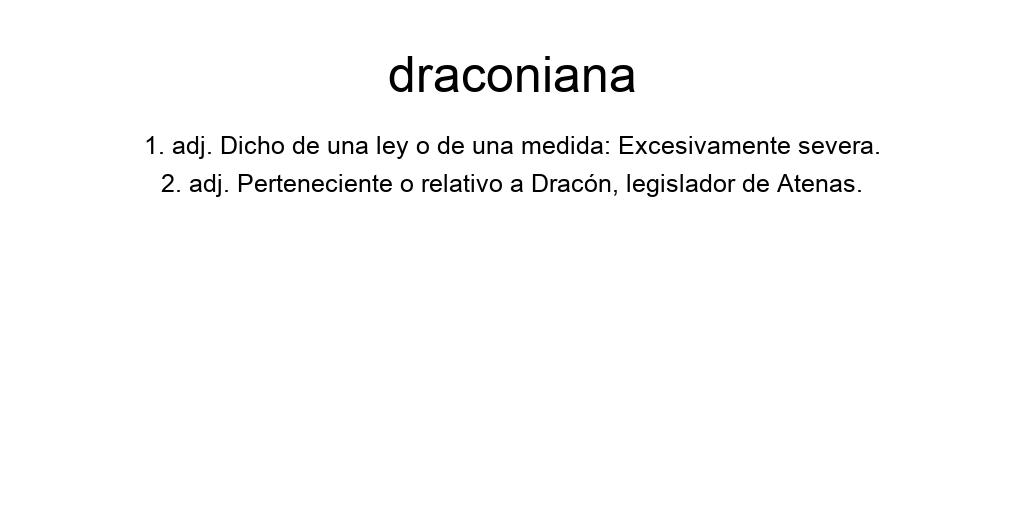 draconiana
1. adj. Dicho de una ley o de una medida: Excesivamente severa.
2. adj. Perteneciente o relativo a Dracón, legislador de Atenas.